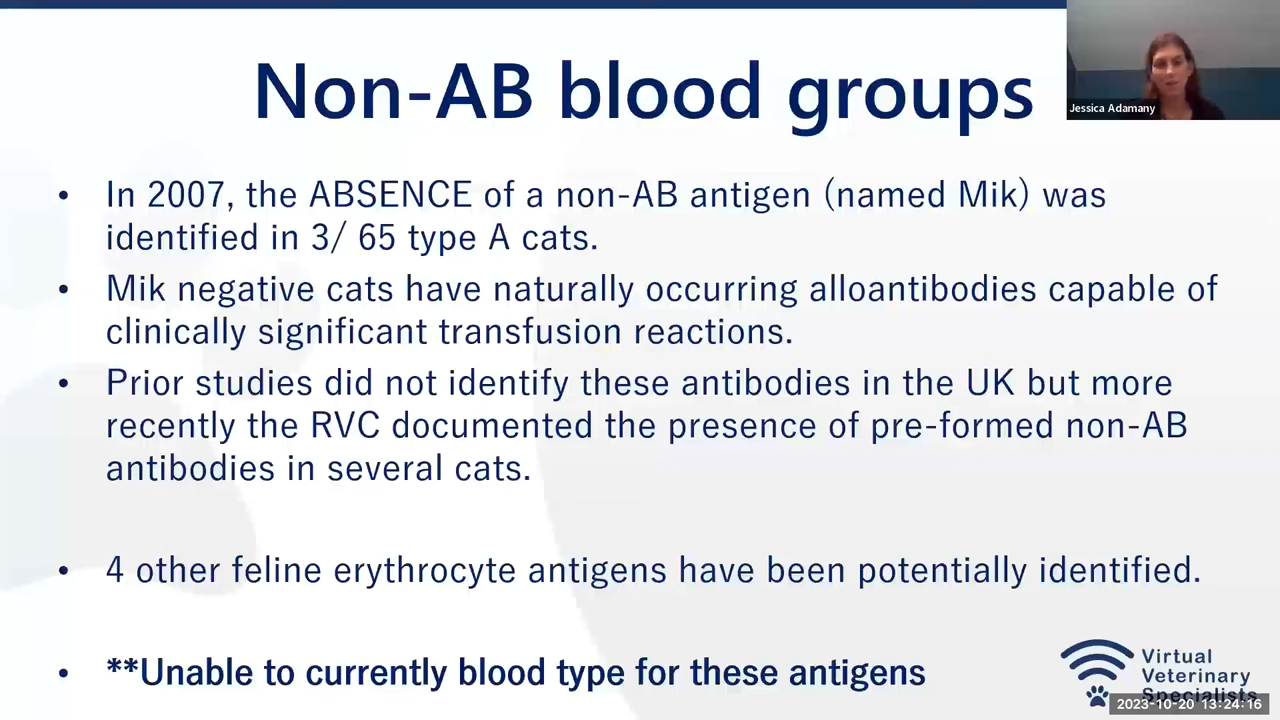 Non-AB blood groups
Jessica Adamany
• In 2007, the ABSENCE of a non-AB antigen (named Mik) was
identified in 3/ 65 type A cats.
• Mik negative cats have naturally occurring alloantibodies capable of
clinically significant transfusion reactions.
• Prior studies did not identify these antibodies in the UK but more
recently the RVC documented the presence of pre-formed non-AB
antibodies in several cats.
• 4 other feline erythrocyte antigens have been potentially identified.
• **Unable to currently blood type for these antigens
Virtual
Veterinary
Specialists
2023-10-20 13:24:16